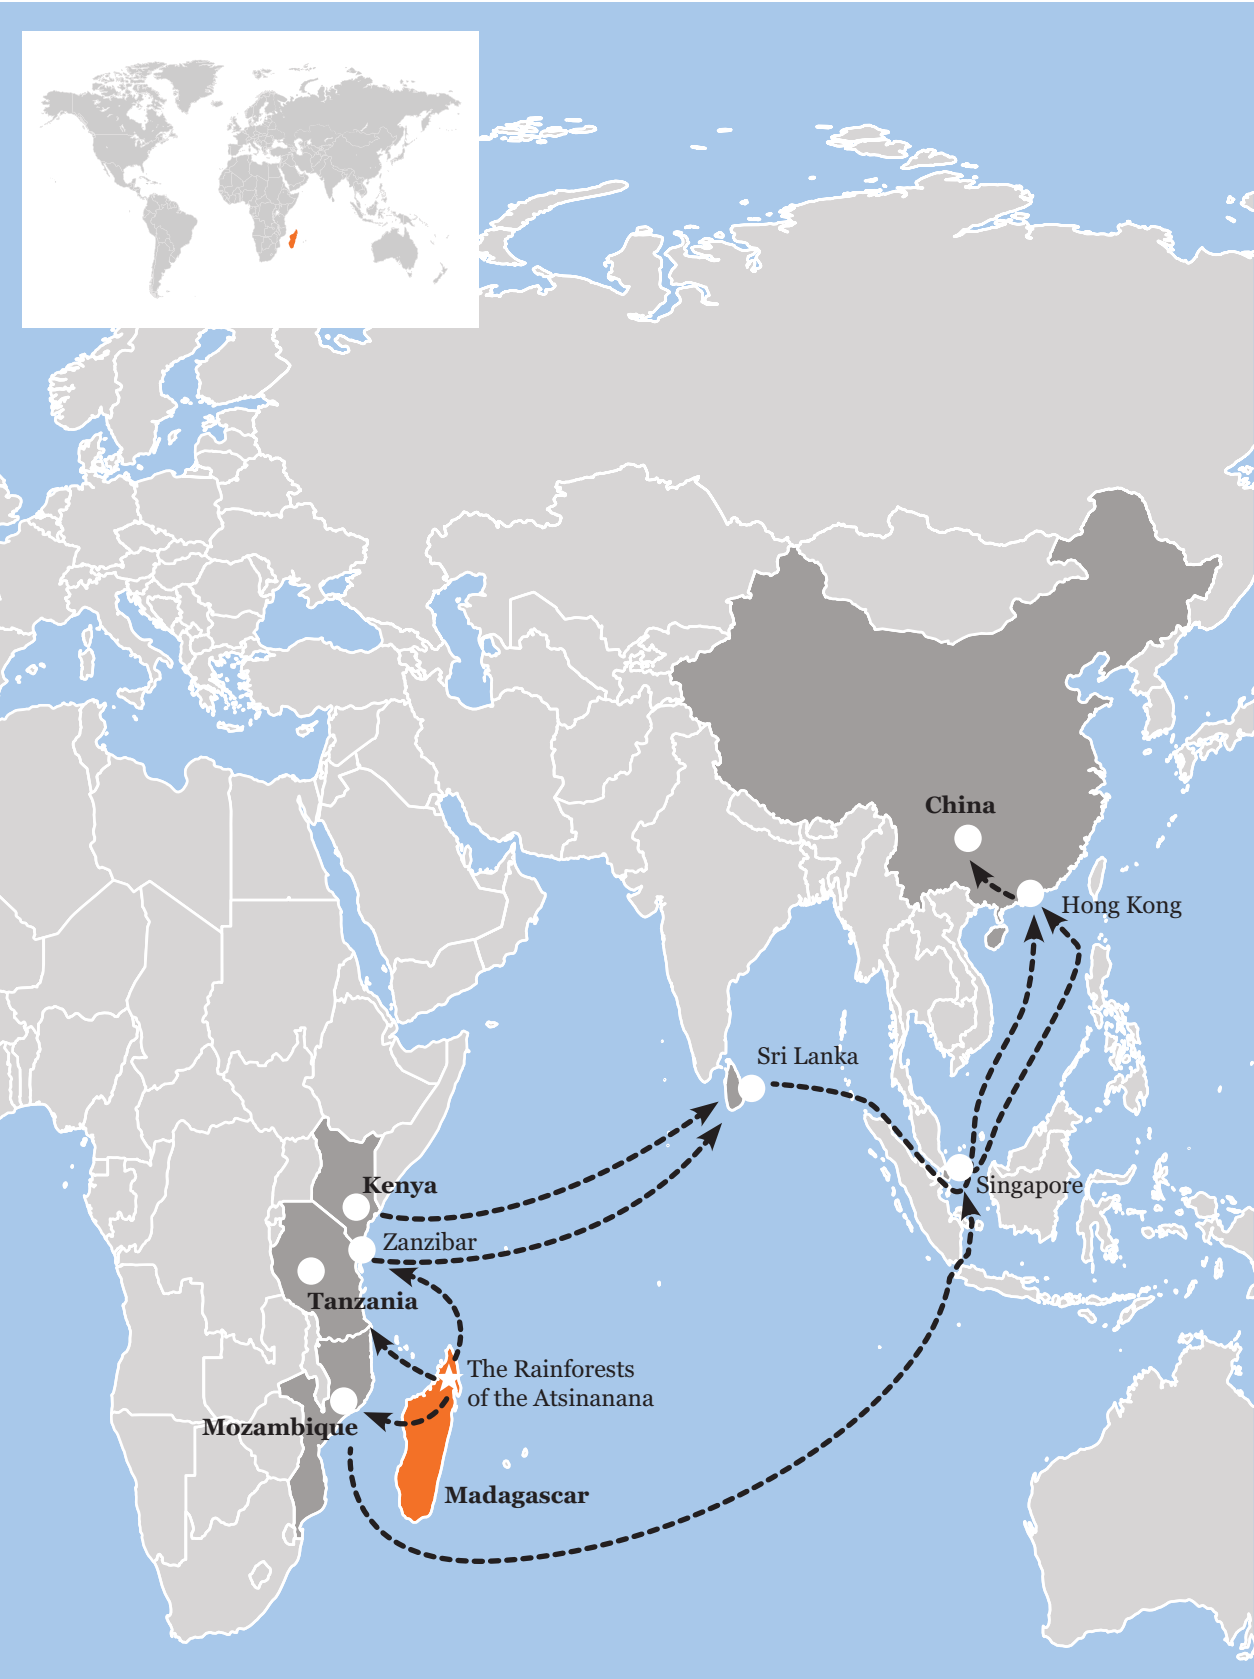 China
Hong Kong
Sri Lanka
Singapore
Kenya
Zanzibar
Tanzania
The Rainforests
of the Atsinanana
Mozambique
Madagascar